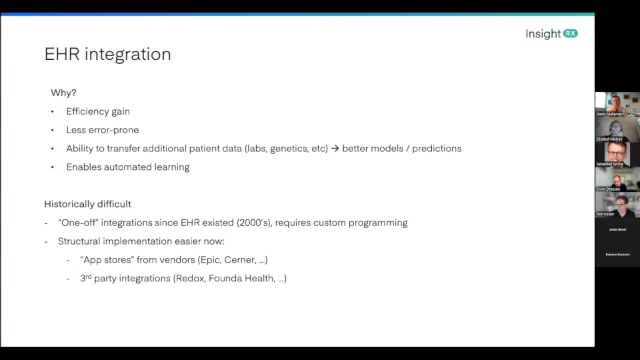 Insight RX
EHR integration
Why?
• Efficiency gain
• Less error-prone
• Ability to transfer additional patient data (labs, genetics, etc) → better models / predictions
• Enables automated learning
Historically difficult
- “One-off” integrations since EHR existed (2000’s), requires custom programming
- Structural implementation easier now:
- “App stores” from vendors (Epic, Cerner, ...)
- 3rd party integrations (Redox, Founda Health, ...)